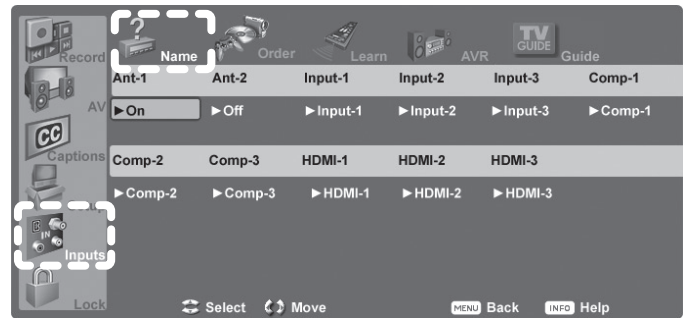 Record
Name
Order
Learn
AVR
TV GUIDE
Guide
Ant-1 Ant-2 Input-1 Input-2 Input-3 Comp-1
AV
►On ►Off ►Input-1 ►Input-2 ►Input-3 ►Comp-1
CC
Captions
Comp-2 Comp-3 HDMI-1 HDMI-2 HDMI-3
►Comp-2 ►Comp-3 ►HDMI-1 ►HDMI-2 ►HDMI-3
IN
Inputs
Lock
Select Move MENU Back INFO Help